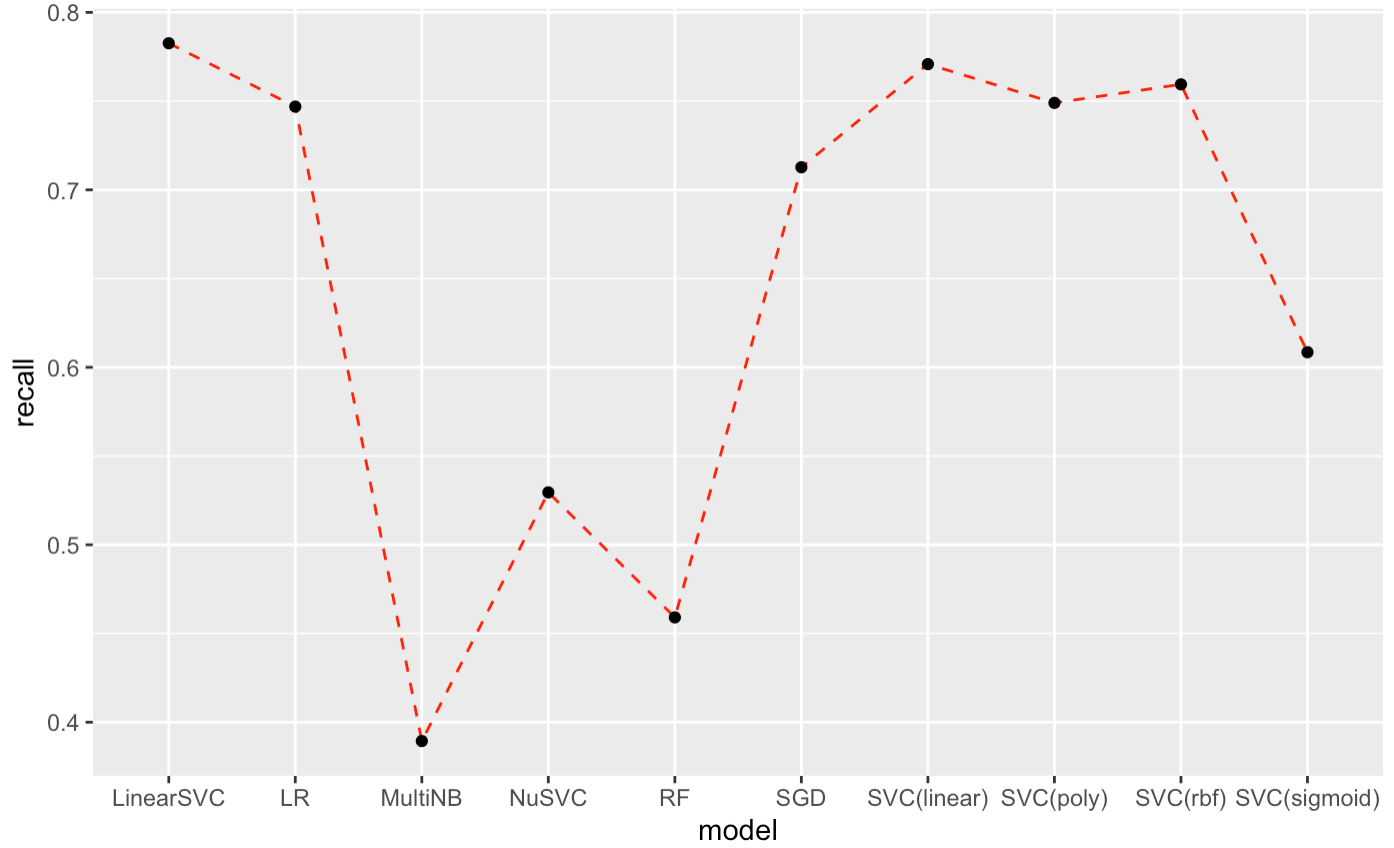 0.8
0.7
0.6
0.5
0.4
recall
LinearSVC LR MultiNB NuSVC RF SGD SVC(linear) SVC(poly) SVC(rbf) SVC(sigmoid)
model